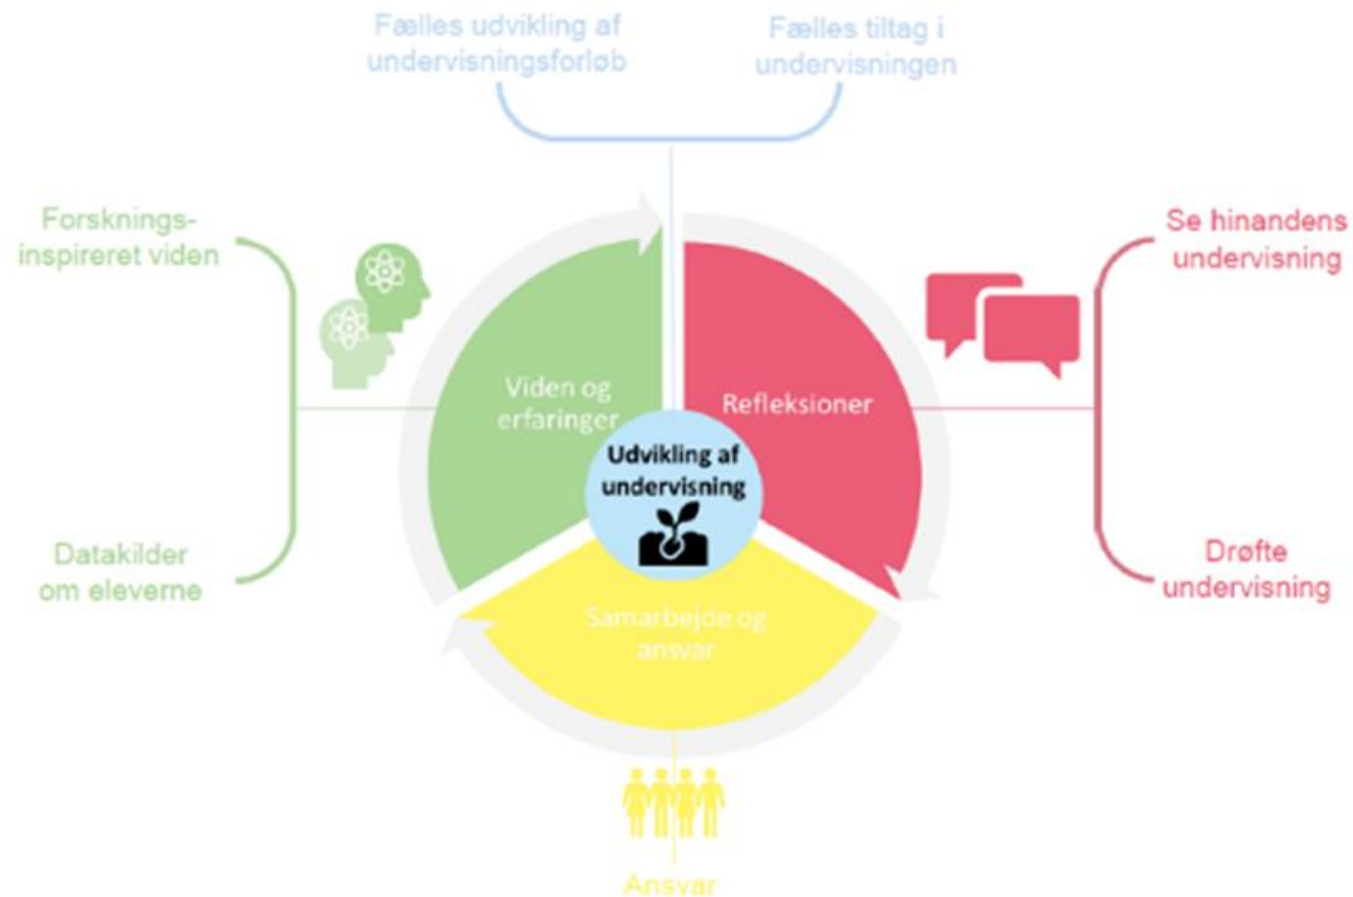 Fælles udvikling af
undervisningsforløb
Fælles tiltag i
undervisningen
Forsknings-
inspireret viden
Se hinandens
undervisning
Viden og
erfaringer
Refleksioner
Udvikling af
undervisning
Datakilder
om eleverne
Drøfte
undervisning
Samarbejde og
ansvar
Ansvar